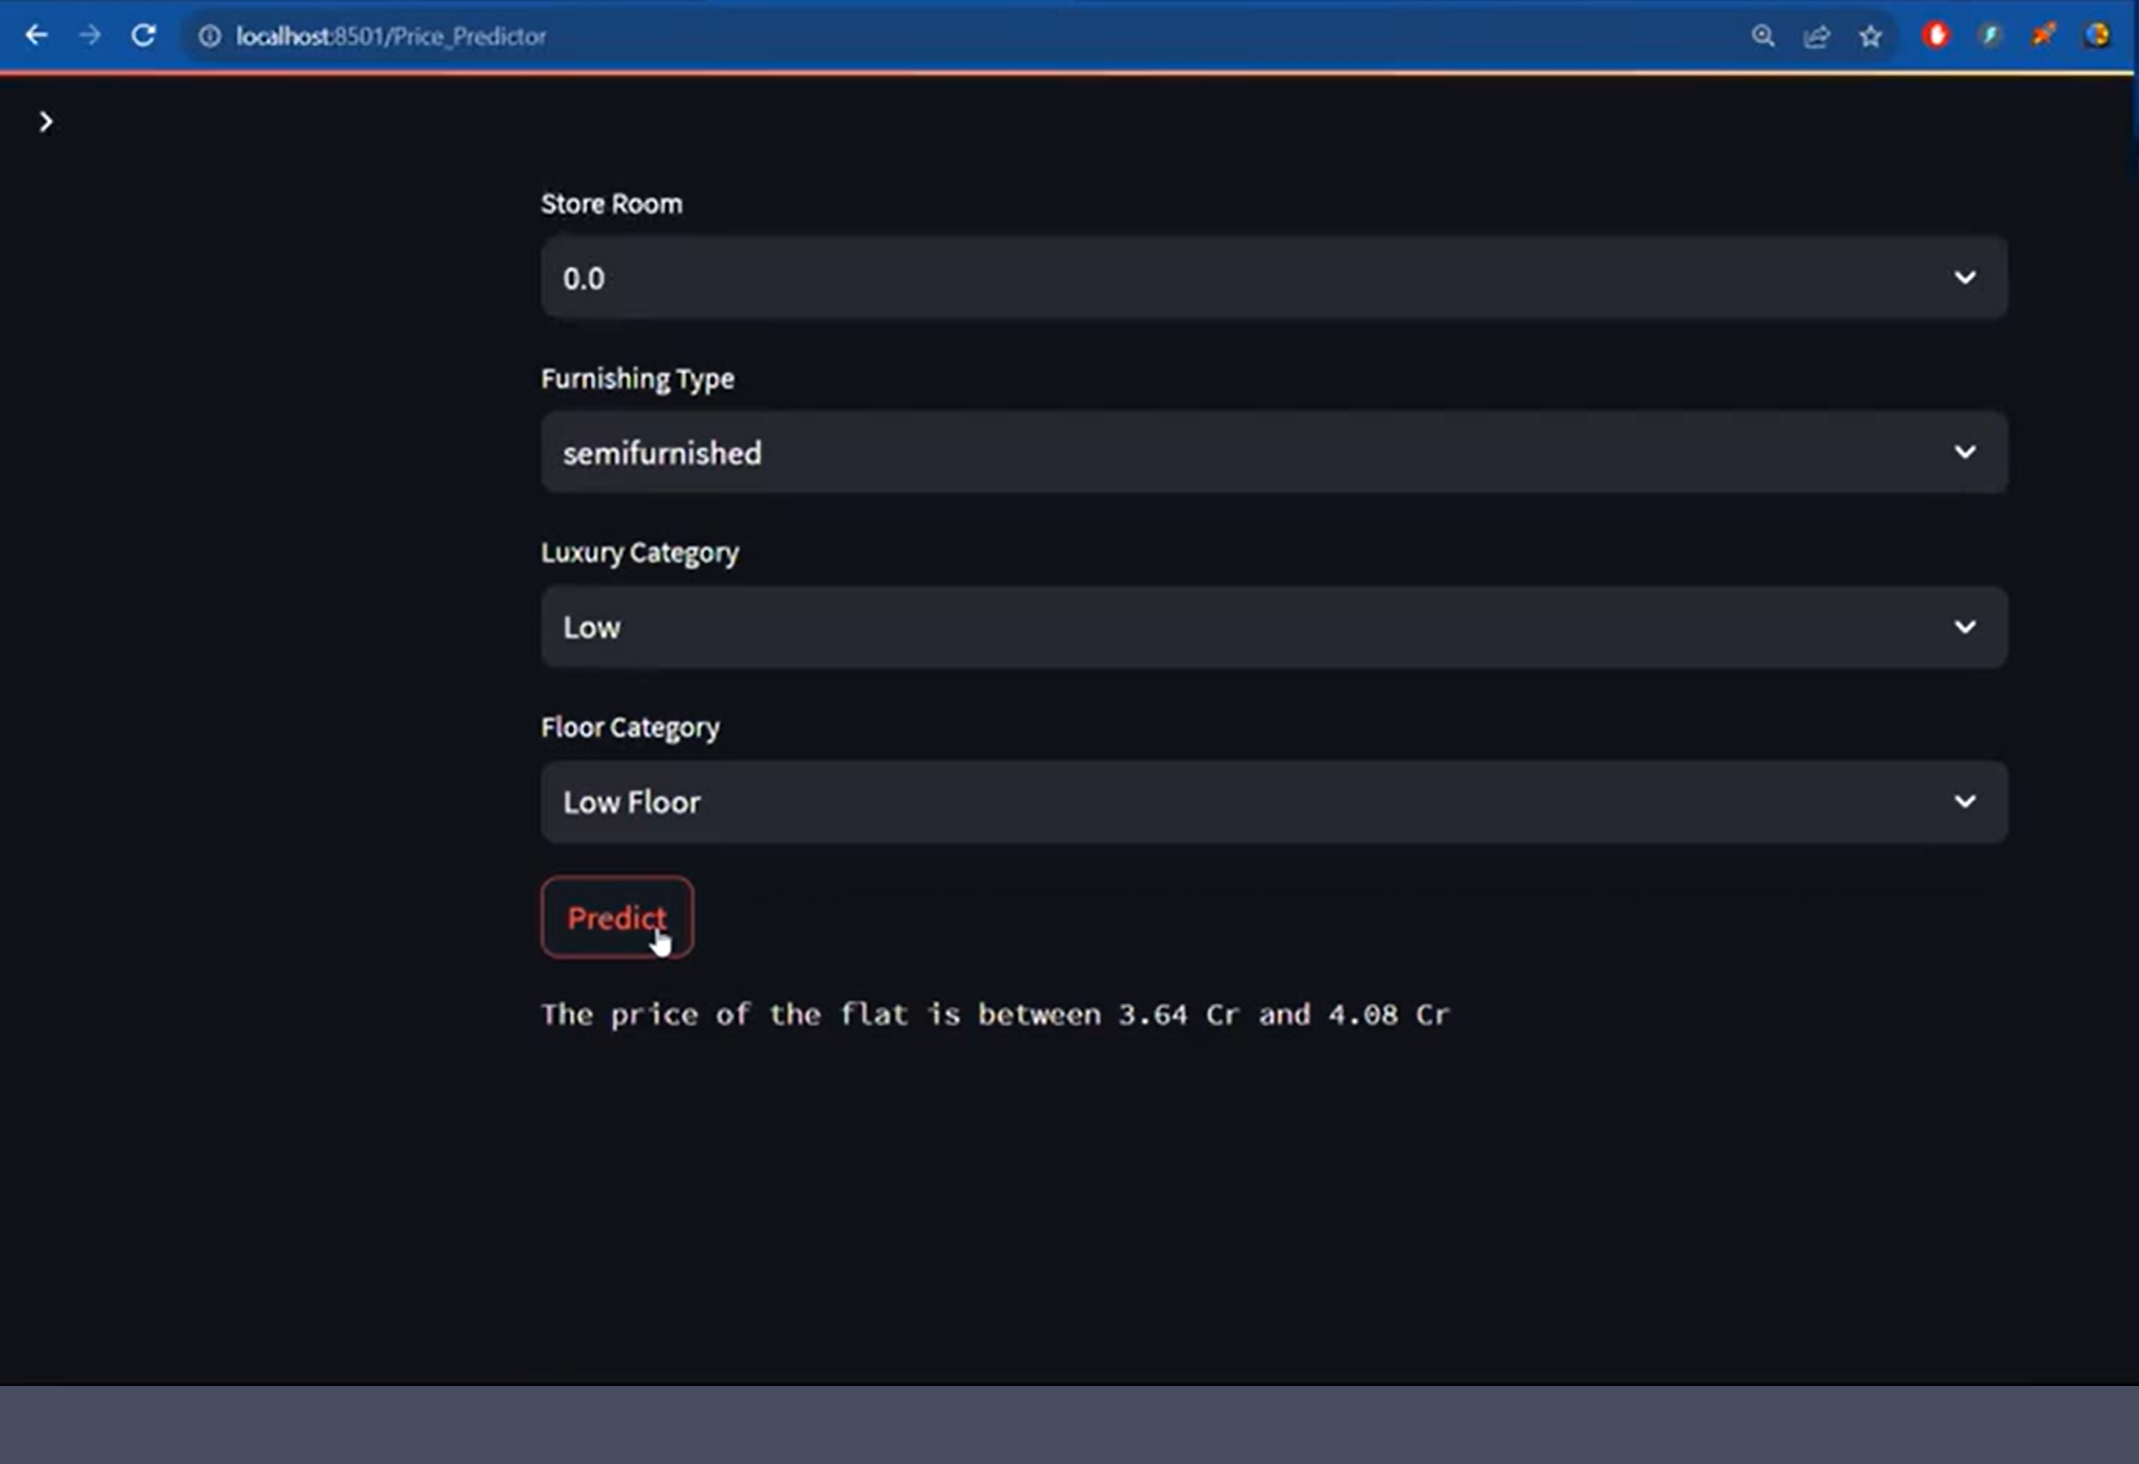 localhost:8501/Price_Predictor
Store Room
0.0
Furnishing Type
semifurnished
Luxury Category
Low
Floor Category
Low Floor
Predict
The price of the flat is between 3.64 Cr and 4.08 Cr